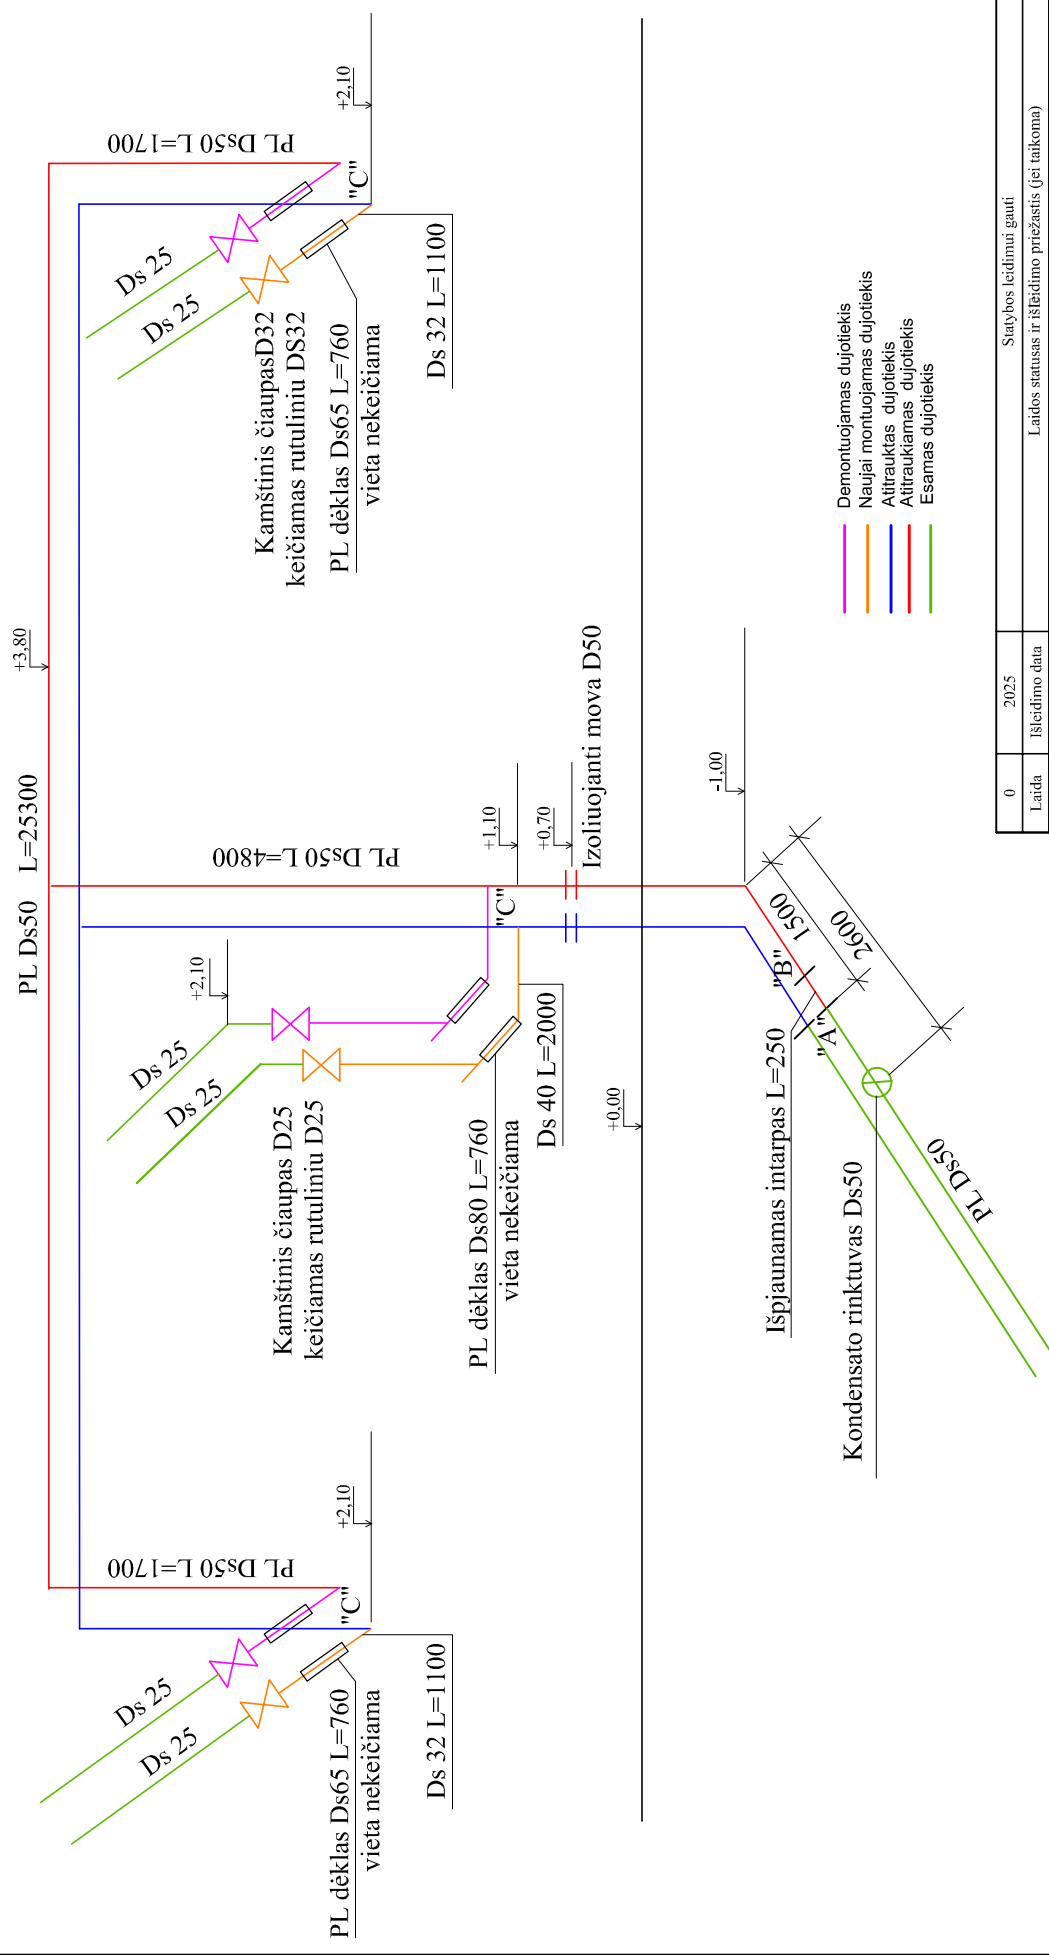 PL Ds50 L=25300
+3,80
PL Ds50 L=1700
PL Ds50 L=4800
PL Ds50 L=1700
Ds 25
Ds 25
"C"
+2,10
PL dėklas Ds65 L=760
vieta nekeičiama
Ds 32 L=1100
Ds 25
Ds 25
+2,10
Kamštinis čiaupas D25
keičiamas rutuliniu D25
PL dėklas Ds80 L=760
vieta nekeičiama
Ds 40 L=2000
"C"
+1,10
+0,70
Izoliuojanti mova D50
Ds 25
Ds 25
"C"
+2,10
Kamštinis čiaupasD32
keičiamas rutuliniu DS32
PL dėklas Ds65 L=760
vieta nekeičiama
Ds 32 L=1100
+0,00
-1,00
Išpjaunamas intarpas L=250
"A"
"B"
1500
2600
Kondensato rinktuvas Ds50
PL Ds50
Demontuojamas dujotiekis
Naujai montuojamas dujotiekis
Atitrauktas dujotiekis
Atitraukiamas dujotiekis
Esamas dujotiekis
0 2025 Statybos leidimui gauti
Laida Išleidimo data Laidos statusas ir išleidimo priežastis (jei taikoma)